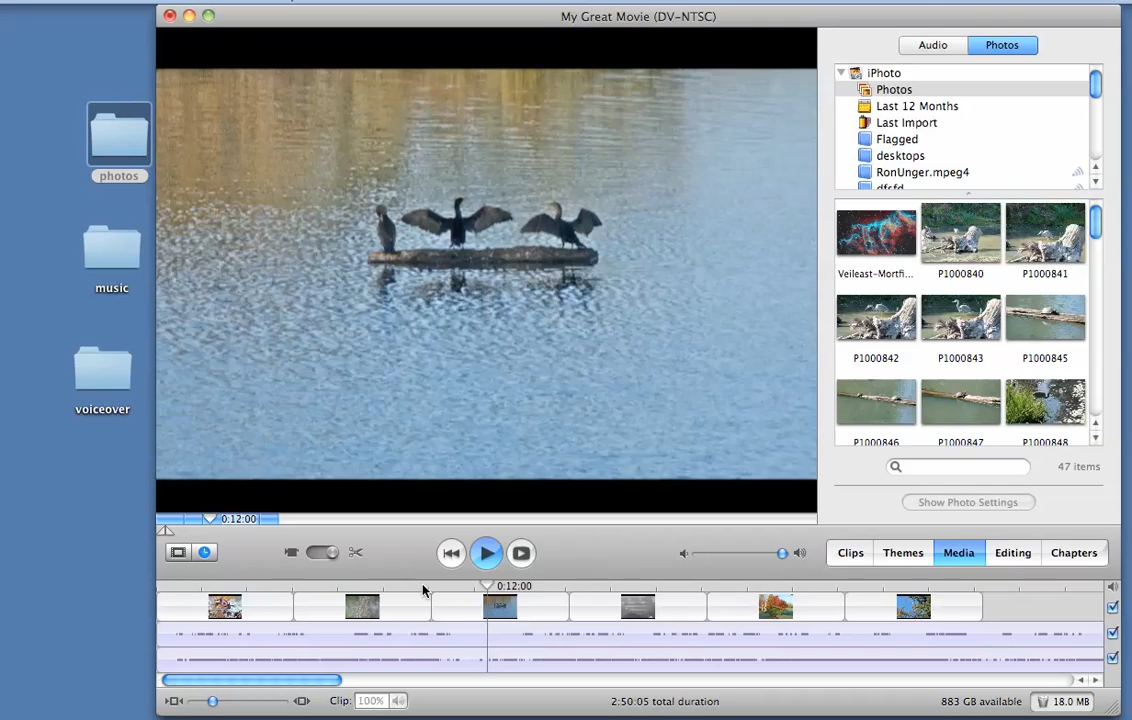 My Great Movie (DV-NTSC)
Audio
Photos
iPhoto
Photos
Last 12 Months
Last Import
Flagged
desktops
RonUnger.mpeg4
dfsfd
photos
music
voiceover
Veileast-Mortfi...
P1000840
P1000841
P1000842
P1000843
P1000845
P1000846
P1000847
P1000848
47 items
Show Photo Settings
0:12:00
Clips
Themes
Media
Editing
Chapters
0:12:00
Clip:
100%
2:50:05 total duration
883 GB available
18.0 MB